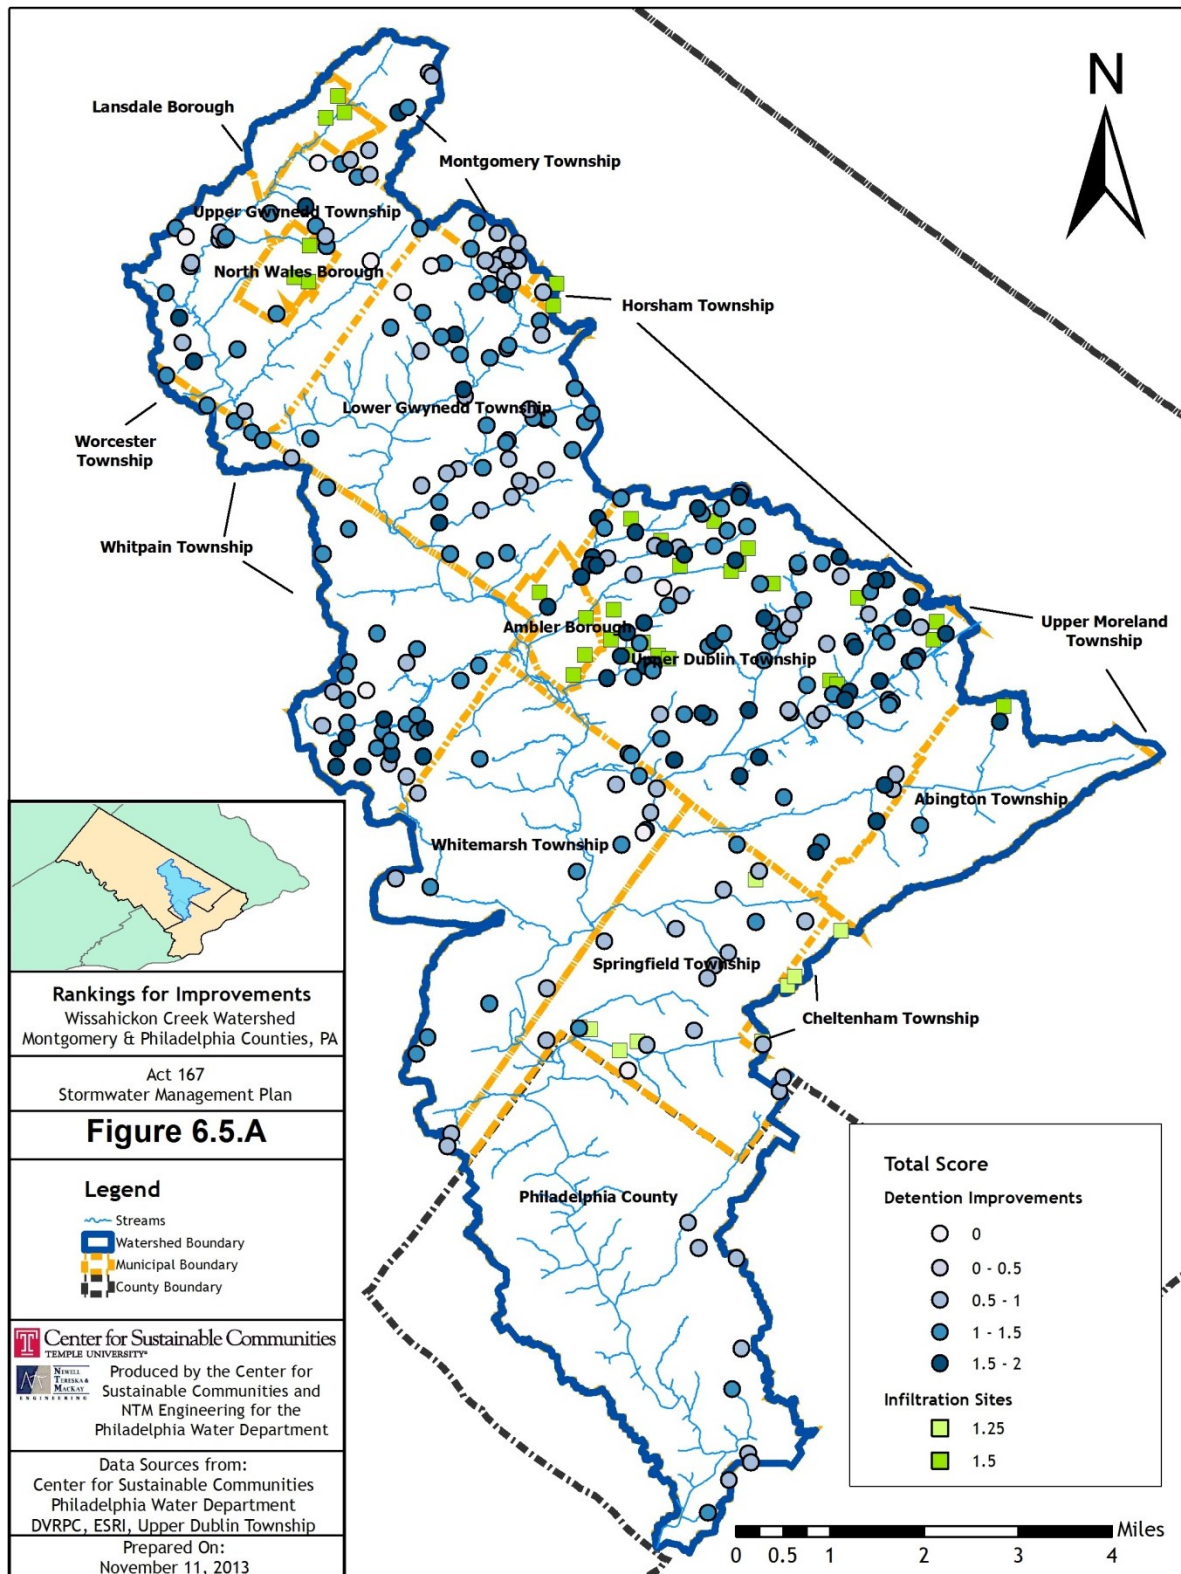 N
Lansdale Borough
Montgomery Township
Upper Gwynedd Township
North Wales Borough
Horsham Township
Lower Gwynedd Township
Worcester
Township
Whitpain Township
Ambler Borough
Upper Dublin Township
Upper Moreland
Township
Abington Township
Whitemarsh Township
Springfield Township
Cheltenham Township
Philadelphia County
Rankings for Improvements
Wissahickon Creek Watershed
Montgomery & Philadelphia Counties, PA
Act 167
Stormwater Management Plan
Figure 6.5.A
Legend
Streams
Watershed Boundary
Municipal Boundary
County Boundary
T Center for Sustainable Communities
TEMPLE UNIVERSITY®
NEWELL
TERESKA &
MACKAY
ENGINEERING
Produced by the Center for
Sustainable Communities and
NTM Engineering for the
Philadelphia Water Department
Data Sources from:
Center for Sustainable Communities
Philadelphia Water Department
DVRPC, ESRI, Upper Dublin Township
Prepared On:
November 11, 2013
Total Score
Detention Improvements
0
0 - 0.5
0.5 - 1
1 - 1.5
1.5 - 2
Infiltration Sites
1.25
1.5
Miles
0 0.5 1 2 3 4